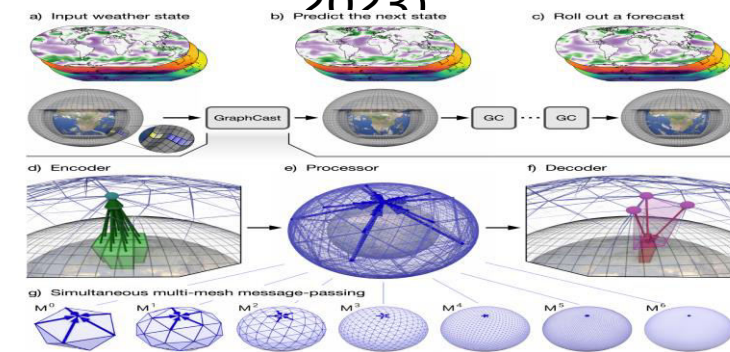 2023)
a) Input weather state
b) Predict the next state
c) Roll out a forecast
GraphCast
GC ··· GC
d) Encoder
e) Processor
f) Decoder
g) Simultaneous multi-mesh message-passing
M⁰ M¹ M² M³ M⁴ M⁵ M⁶